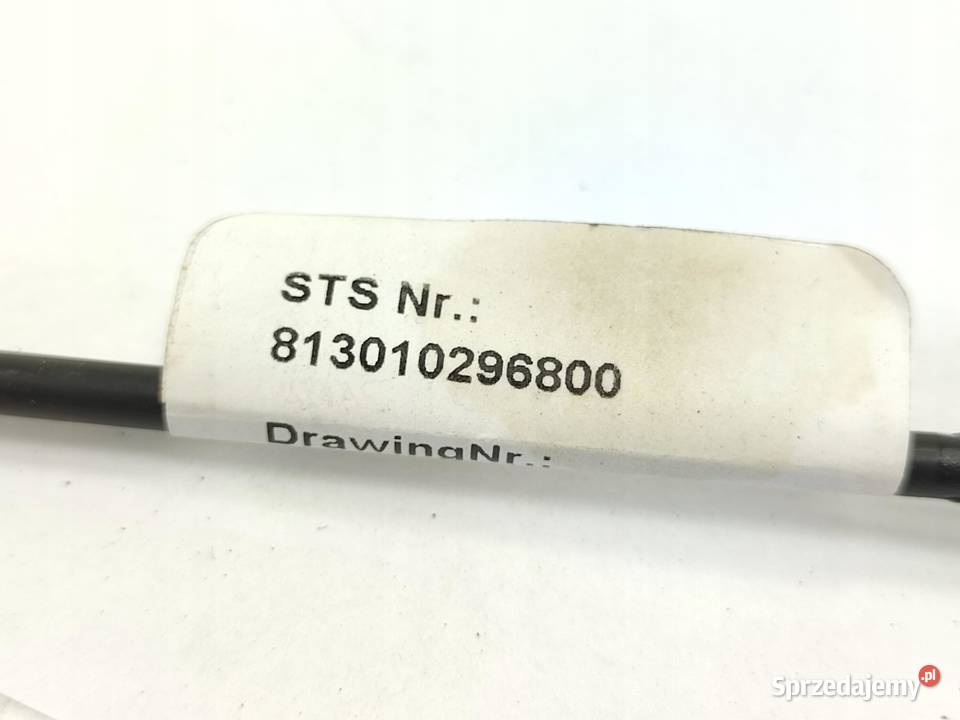 STS Nr.:
813010296800
DrawingNr.:
Sprzedajemy.pl